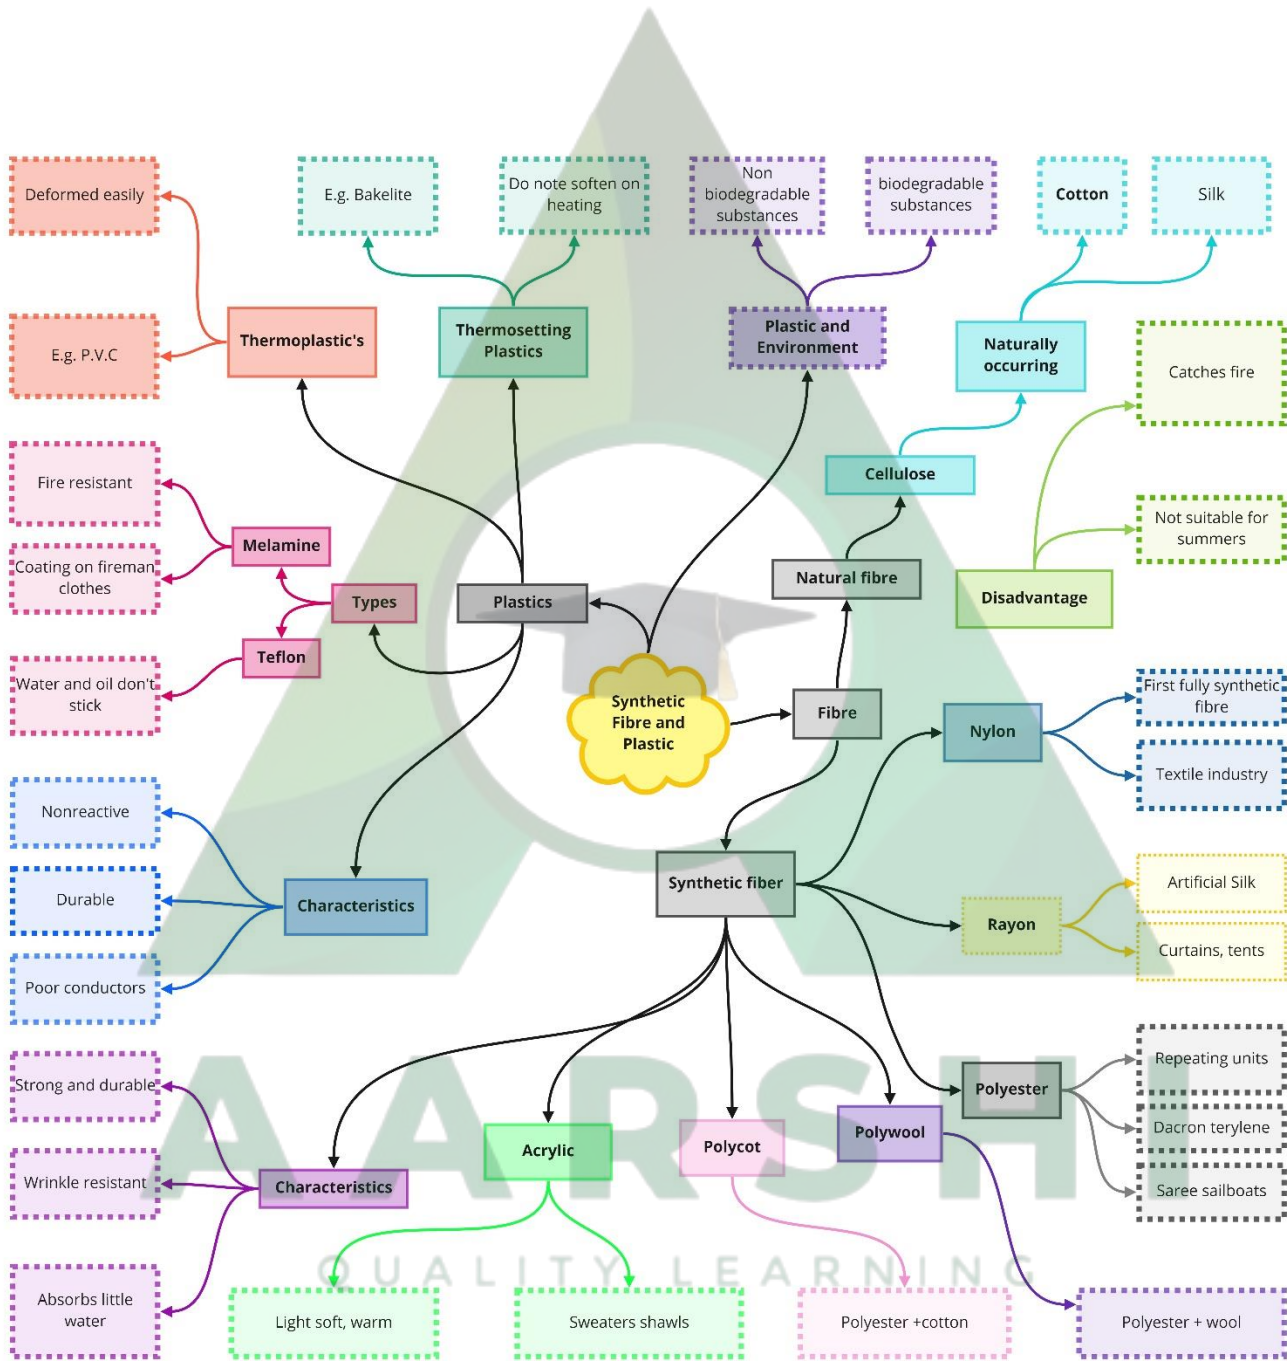 Deformed easily
E.g. Bakelite
Do note soften on
heating
Non
biodegradable
substances
biodegradable
substances
Cotton
Silk
E.g. P.V.C
Thermoplastic's
Thermosetting
Plastics
Plastic and
Environment
Naturally
occurring
Catches fire
Cellulose
Fire resistant
Not suitable for
summers
Melamine
Coating on fireman
clothes
Types
Plastics
Natural fibre
Disadvantage
Teflon
Water and oil don't
stick
Synthetic
Fibre and
Plastic
Fibre
First fully synthetic
fibre
Nylon
Textile industry
Nonreactive
Durable
Characteristics
Poor conductors
Synthetic fiber
Artificial Silk
Rayon
Curtains, tents
Strong and durable
Wrinkle resistant
Characteristics
Absorbs little
water
Acrylic
Polycot
Polywool
Polyester
Repeating units
Dacron terylene
Saree sailboats
AARSHI
QUALITY LEARNING
Light soft, warm
Sweaters shawls
Polyester +cotton
Polyester + wool